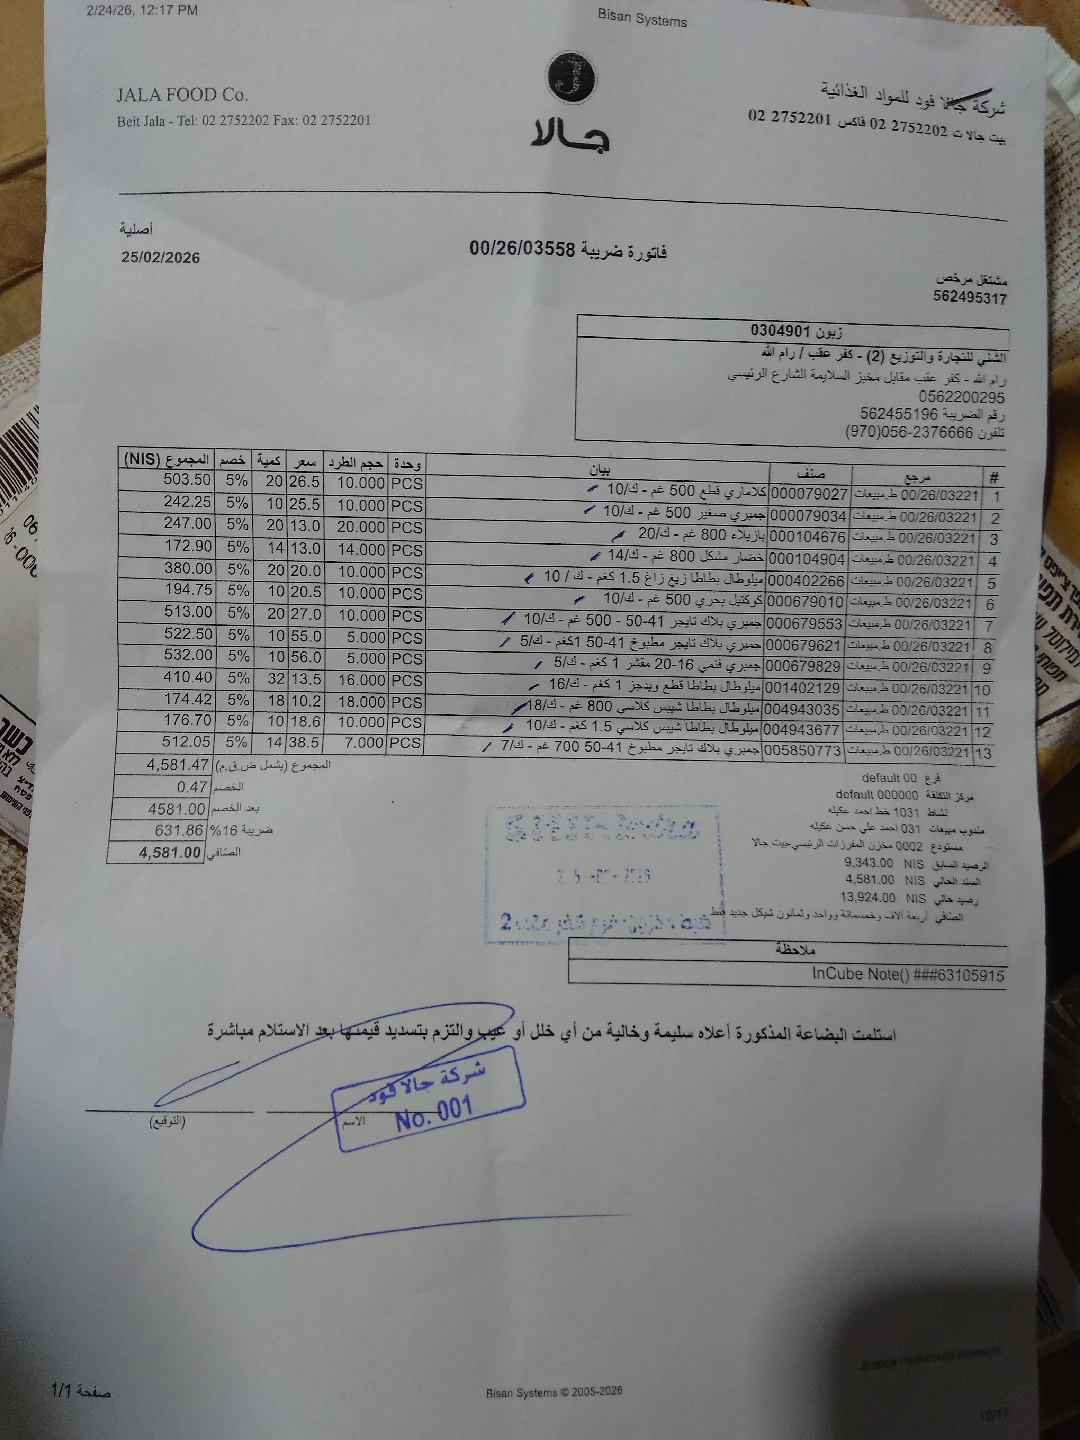 2/24/26, 12:17 PM
Bisan Systems
JALA FOOD Co.
Beit Jala - Tel: 02 2752202 Fax: 02 2752201
جالا
شركة جالا فود للمواد الغذائية
بيت جالا ت 2752202 02 فاكس 2752201 02
أصلية
25/02/2026
فاتورة ضريبة 00/26/03558
مشتغل مرخص
562495317
زبون 0304901
الشني للتجارة والتوزيع (2) - كفر عقب / رام الله
رام الله - كفر عقب مقابل مخبز السلايمة الشارع الرئيسي
0562200295
رقم الضريبة 562455196
تلفون 056-2376666(970)
# مرجع صنف بيان وحدة حجم الطرد سعر كمية خصم المجموع (NIS)
1 00/26/03221 ط.مبيعات 000079027 كلاماري قطع 500 غم - ك/10 PCS 10.000 26.5 20 5% 503.50
2 00/26/03221 ط.مبيعات 000079034 جمبري صغير 500 غم - ك/10 PCS 10.000 25.5 10 5% 242.25
3 00/26/03221 ط.مبيعات 000104676 بازيلاء 800 غم - ك/20 PCS 20.000 13.0 20 5% 247.00
4 00/26/03221 ط.مبيعات 000104904 خضار مشكل 800 غم - ك/14 PCS 14.000 13.0 14 5% 172.90
5 00/26/03221 ط.مبيعات 000402266 ميلوطال بطاطا زيغ زاغ 1.5 كغم - ك / 10 PCS 10.000 20.0 20 5% 380.00
6 00/26/03221 ط.مبيعات 000679010 كوكتيل بحري 500 غم - ك/10 PCS 10.000 20.5 10 5% 194.75
7 00/26/03221 ط.مبيعات 000679553 جمبري بلاك تايجر 41-50 - 500 غم - ك/10 PCS 10.000 27.0 20 5% 513.00
8 00/26/03221 ط.مبيعات 000679621 جمبري بلاك تايجر مطبوخ 41-50 1كغم - ك/5 PCS 5.000 55.0 10 5% 522.50
9 00/26/03221 ط.مبيعات 000679829 جمبري فنمي 16-20 مقشر 1 كغم - ك/5 PCS 5.000 56.0 10 5% 532.00
10 00/26/03221 ط.مبيعات 001402129 ميلوطال بطاطا قطع ويدجز 1 كغم - ك/16 PCS 16.000 13.5 32 5% 410.40
11 00/26/03221 ط.مبيعات 004943035 ميلوطال بطاطا شيبس كلاسي 800 غم - ك/18 PCS 18.000 10.2 18 5% 174.42
12 00/26/03221 ط.مبيعات 004943677 ميلوطال بطاطا شيبس كلاسي 1.5 كغم - ك/10 PCS 10.000 18.6 10 5% 176.70
13 00/26/03221 ط.مبيعات 005850773 جمبري بلاك تايجر مطبوخ 41-50 700 غم - ك/7 PCS 7.000 38.5 14 5% 512.05
المجموع (يشمل ض.ق.م) 4,581.47
الخصم 0.47
بعد الخصم 4581.00
ضريبة 16% 631.86
الصافي 4,581.00
فرع 00 default
مركز التكلفة 000000 default
نشاط 1031 خط احمد عكيله
مندوب مبيعات 031 احمد علي حسن عكيله
مستودع 0002 مخزن المفرزات الرئيسي-بيت جالا
الرصيد السابق NIS 9,343.00
السند الحالي NIS 4,581.00
رصيد حالي NIS 13,924.00
الصافي أربعة آلاف وخمسمائة وواحد وثمانون شيكل جديد فقط
ملاحظة
InCube Note() ###63105915
استلمت البضاعة المذكورة أعلاه سليمة وخالية من أي خلل أو عيب والتزم بتسديد قيمتها بعد الاستلام مباشرة
شركة جالا فود
No. 001
الاسم
(التوقيع)
صفحة 1/1
Bisan Systems © 2005-2026
10/17